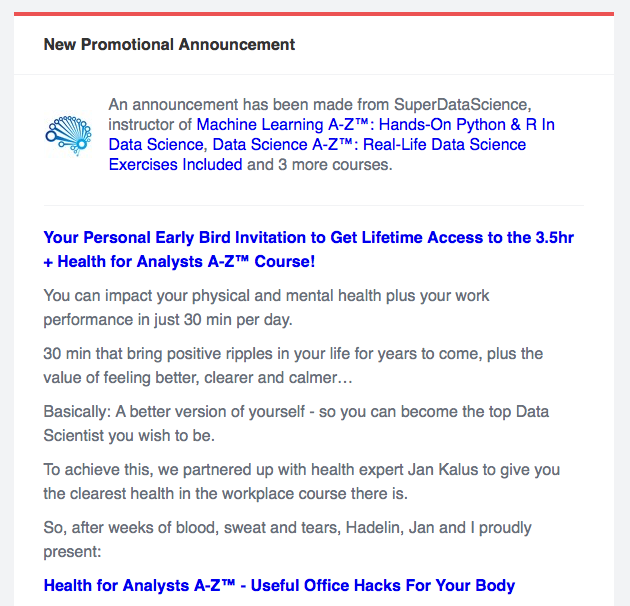 New Promotional Announcement
An announcement has been made from SuperDataScience,
instructor of Machine Learning A-Z™: Hands-On Python & R In
Data Science, Data Science A-Z™: Real-Life Data Science
Exercises Included and 3 more courses.
Your Personal Early Bird Invitation to Get Lifetime Access to the 3.5hr
+ Health for Analysts A-Z™ Course!
You can impact your physical and mental health plus your work
performance in just 30 min per day.
30 min that bring positive ripples in your life for years to come, plus the
value of feeling better, clearer and calmer…
Basically: A better version of yourself - so you can become the top Data
Scientist you wish to be.
To achieve this, we partnered up with health expert Jan Kalus to give you
the clearest health in the workplace course there is.
So, after weeks of blood, sweat and tears, Hadelin, Jan and I proudly
present:
Health for Analysts A-Z™ - Useful Office Hacks For Your Body